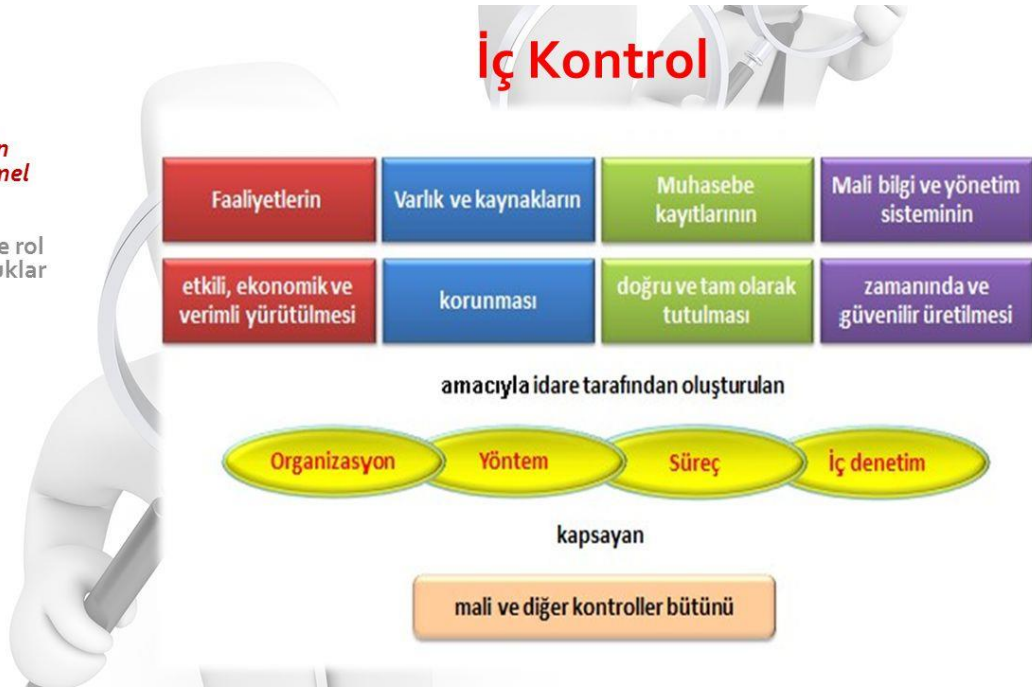 İç Kontrol
e rol
Faaliyetlerin
Varlık ve kaynakların
Muhasebe
kayıtlarının
Mali bilgi ve yönetim
sisteminin
etkili, ekonomik ve
verimli yürütülmesi
korunması
doğru ve tam olarak
tutulması
zamanında ve
güvenilir üretilmesi
amacıyla idare tarafından oluşturulan
Organizasyon
Yöntem
Süreç
İç denetim
kapsayan
mali ve diğer kontroller bütünü